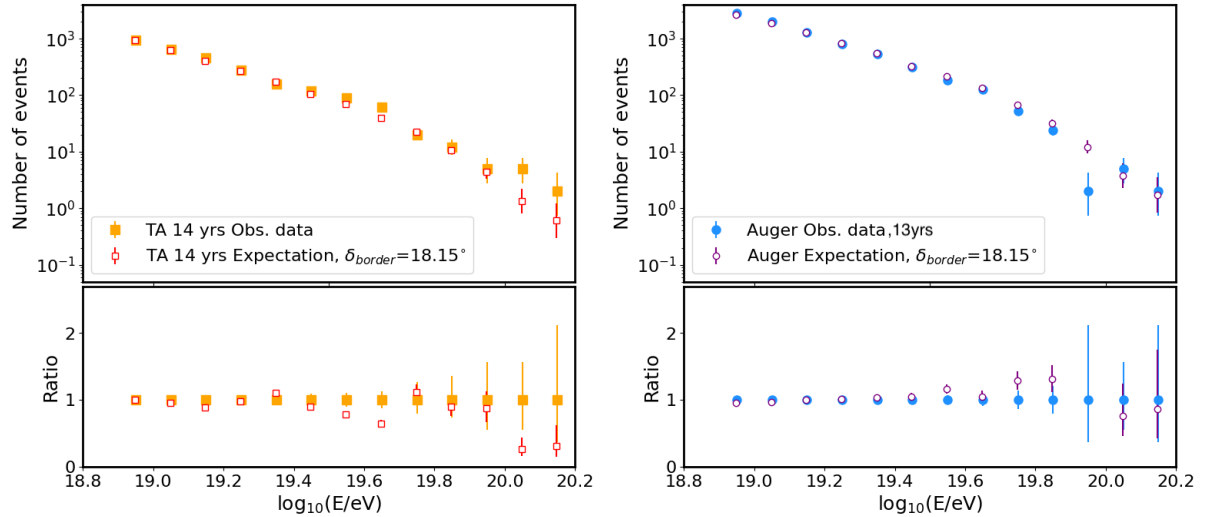 Number of events
10³
10²
10¹
10⁰
10⁻¹
TA 14 yrs Obs. data
TA 14 yrs Expectation, δ_border=18.15°
Ratio
2
1
0
18.8 19.0 19.2 19.4 19.6 19.8 20.0 20.2
log₁₀(E/eV)
Number of events
10³
10²
10¹
10⁰
10⁻¹
Auger Obs. data,13yrs
Auger Expectation, δ_border=18.15°
Ratio
2
1
0
18.8 19.0 19.2 19.4 19.6 19.8 20.0 20.2
log₁₀(E/eV)